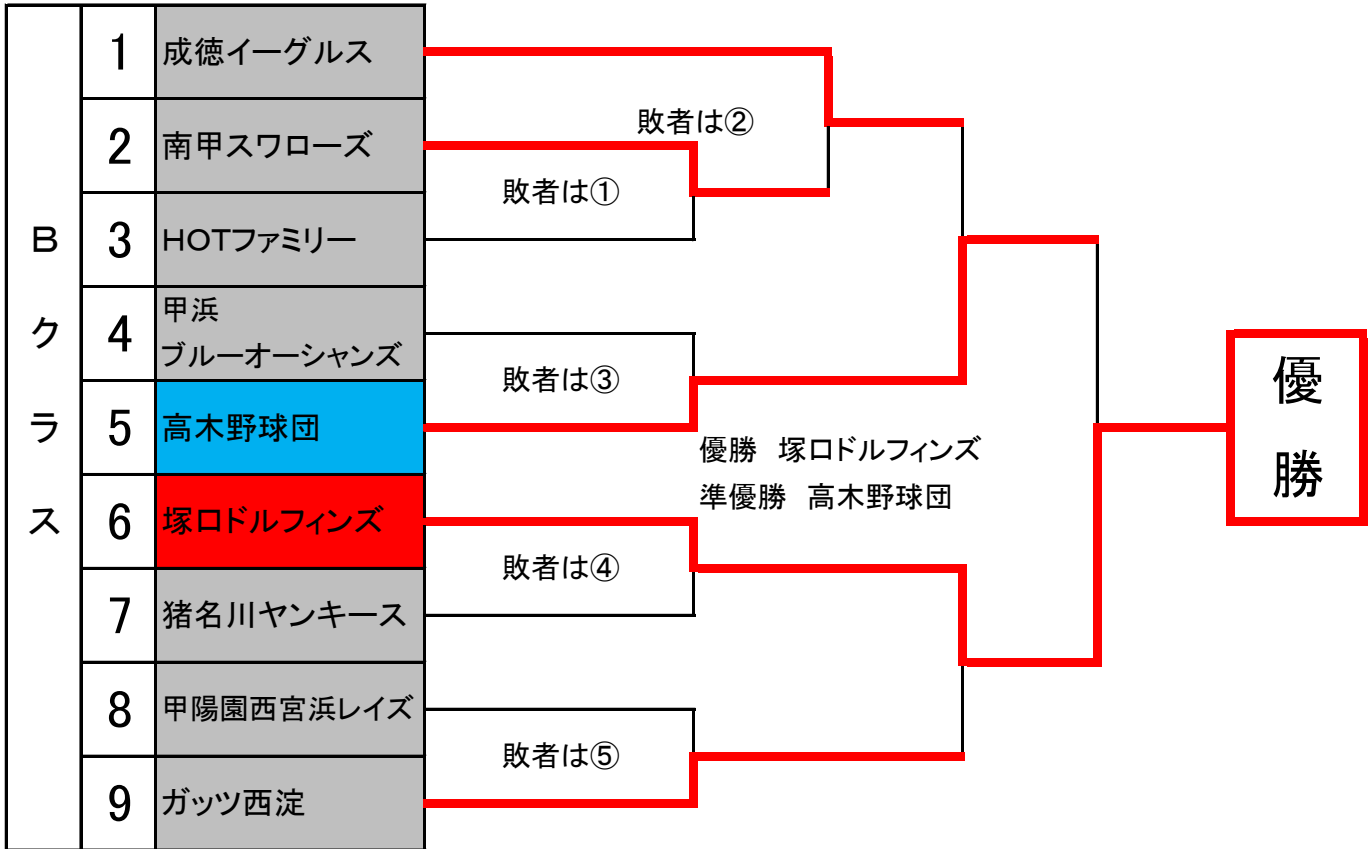 Bクラス
1 成徳イーグルス
2 南甲スワローズ
3 HOTファミリー
4 甲浜
ブルーオーシャンズ
5 高木野球団
6 塚口ドルフィンズ
7 猪名川ヤンキース
8 甲陽園西宮浜レイズ
9 ガッツ西淀
敗者は②
敗者は①
敗者は③
優勝　塚口ドルフィンズ
準優勝　高木野球団
敗者は④
敗者は⑤
優勝